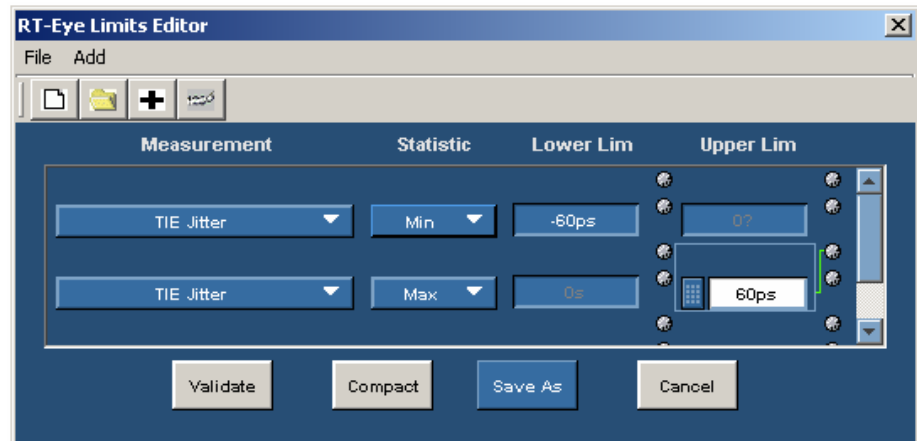 RT-Eye Limits Editor
File Add
Measurement Statistic Lower Lim Upper Lim
TIE Jitter Min -60ps 0?
TIE Jitter Max 0s 60ps
Validate Compact Save As Cancel